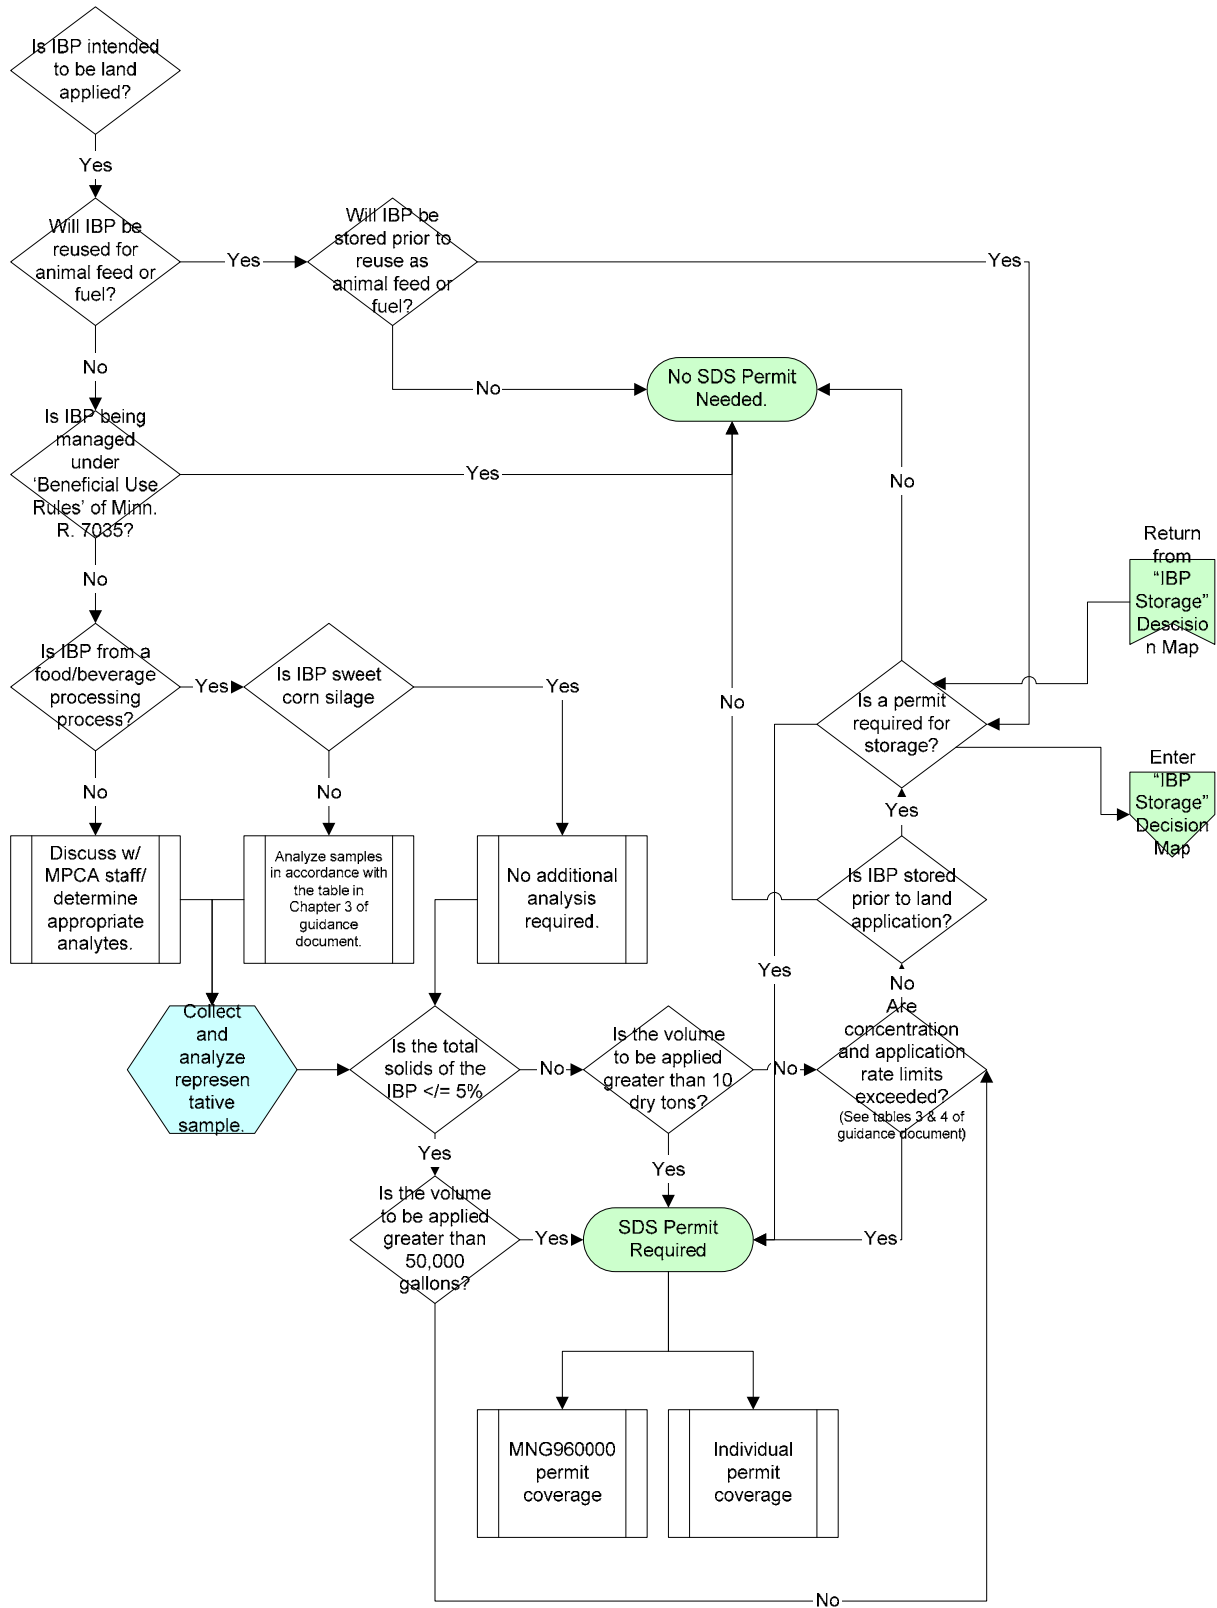 Is IBP intended
to be land
applied?
Yes
Will IBP be
reused for
animal feed or
fuel?
Yes
Will IBP be
stored prior to
reuse as
animal feed or
fuel?
Yes
No
No
No SDS Permit
Needed.
Is IBP being
managed
under
‘Beneficial Use
Rules’ of Minn.
R. 7035?
Yes
No
No
Return
from
“IBP
Storage”
Descisio
n Map
Is IBP from a
food/beverage
processing
process?
Yes
Is IBP sweet
corn silage
Yes
No
Is a permit
required for
storage?
Enter
“IBP
Storage”
Decision
Map
No
No
Yes
Discuss w/
MPCA staff/
determine
appropriate
analytes.
Analyze samples
in accordance with
the table in
Chapter 3 of
guidance
document.
No additional
analysis
required.
Is IBP stored
prior to land
application?
Yes
No
Collect
and
analyze
represen
tative
sample.
Is the total
solids of the
IBP </= 5%
No
Is the volume
to be applied
greater than 10
dry tons?
No
Are
concentration
and application
rate limits
exceeded?
(See tables 3 & 4 of
guidance document)
Yes
Yes
Is the volume
to be applied
greater than
50,000
gallons?
Yes
SDS Permit
Required
Yes
MNG960000
permit
coverage
Individual
permit
coverage
No